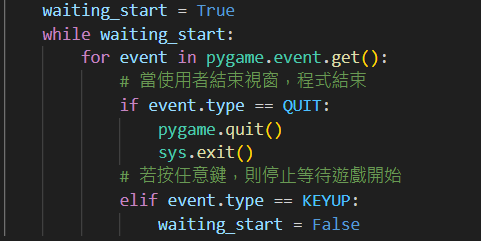 waiting_start = True
while waiting_start:
for event in pygame.event.get():
# 當使用者結束視窗，程式結束
if event.type == QUIT:
pygame.quit()
sys.exit()
# 若按任意鍵，則停止等待遊戲開始
elif event.type == KEYUP:
waiting_start = False